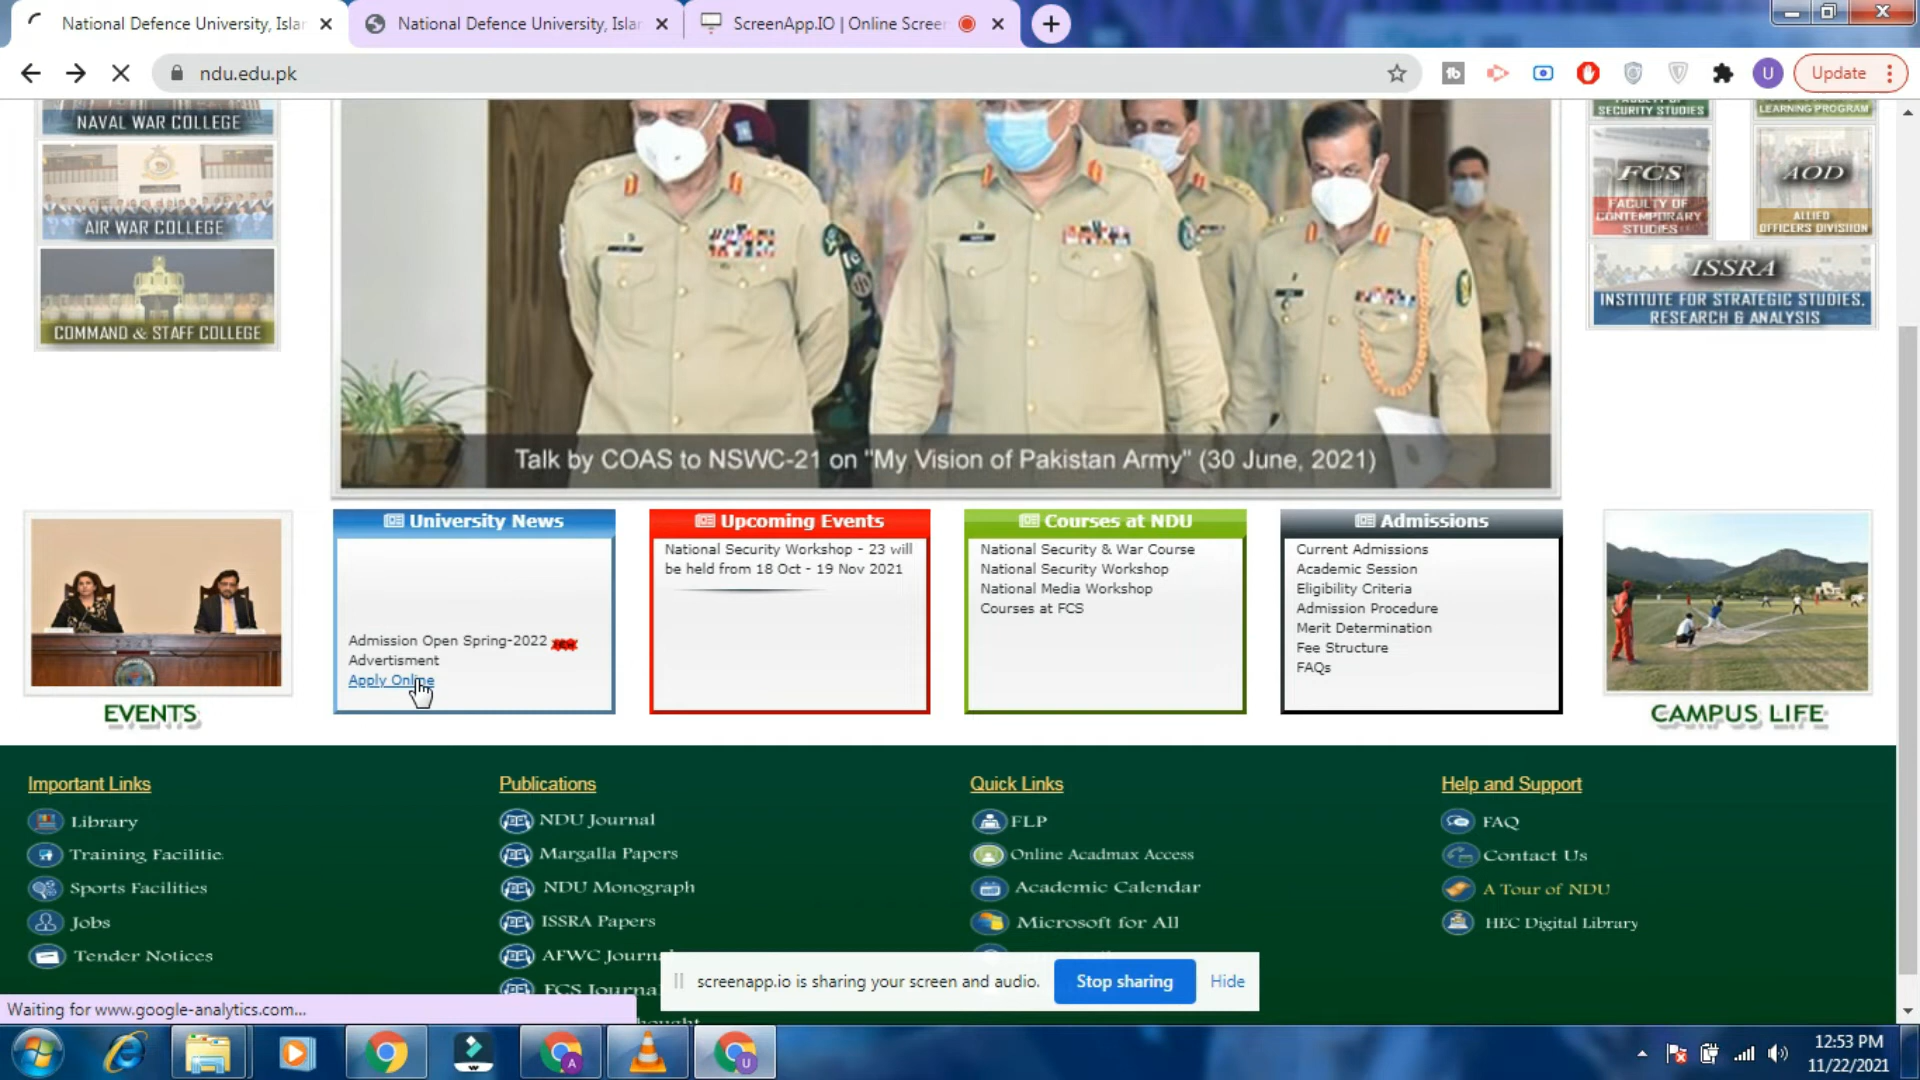 National Defence University, Isla
National Defence University, Isla
ScreenApp.IO | Online Screen
ndu.edu.pk
Update
NAVAL WAR COLLEGE
AIR WAR COLLEGE
COMMAND & STAFF COLLEGE
Talk by COAS to NSWC-21 on "My Vision of Pakistan Army" (30 June, 2021)
FACULTY OF
SECURITY STUDIES
LEARNING PROGRAM
FCS
FACULTY OF
CONTEMPORARY
STUDIES
AOD
ALLIED
OFFICERS DIVISION
ISSRA
INSTITUTE FOR STRATEGIC STUDIES,
RESEARCH & ANALYSIS
EVENTS
University News
Admission Open Spring-2022 new
Advertisment
Apply Online
Upcoming Events
National Security Workshop - 23 will
be held from 18 Oct - 19 Nov 2021
Courses at NDU
National Security & War Course
National Security Workshop
National Media Workshop
Courses at FCS
Admissions
Current Admissions
Academic Session
Eligibility Criteria
Admission Procedure
Merit Determination
Fee Structure
FAQs
CAMPUS LIFE
Important Links
Library
Training Facilitie
Sports Facilities
Jobs
Tender Notices
Publications
NDU Journal
Margalla Papers
NDU Monograph
ISSRA Papers
AFWC Journa
FCS Journa
Quick Links
FLP
Online Acadmax Access
Academic Calendar
Microsoft for All
Help and Support
FAQ
Contact Us
A Tour of NDU
HEC Digital Library
screenapp.io is sharing your screen and audio.
Stop sharing
Hide
Waiting for www.google-analytics.com...
12:53 PM
11/22/2021